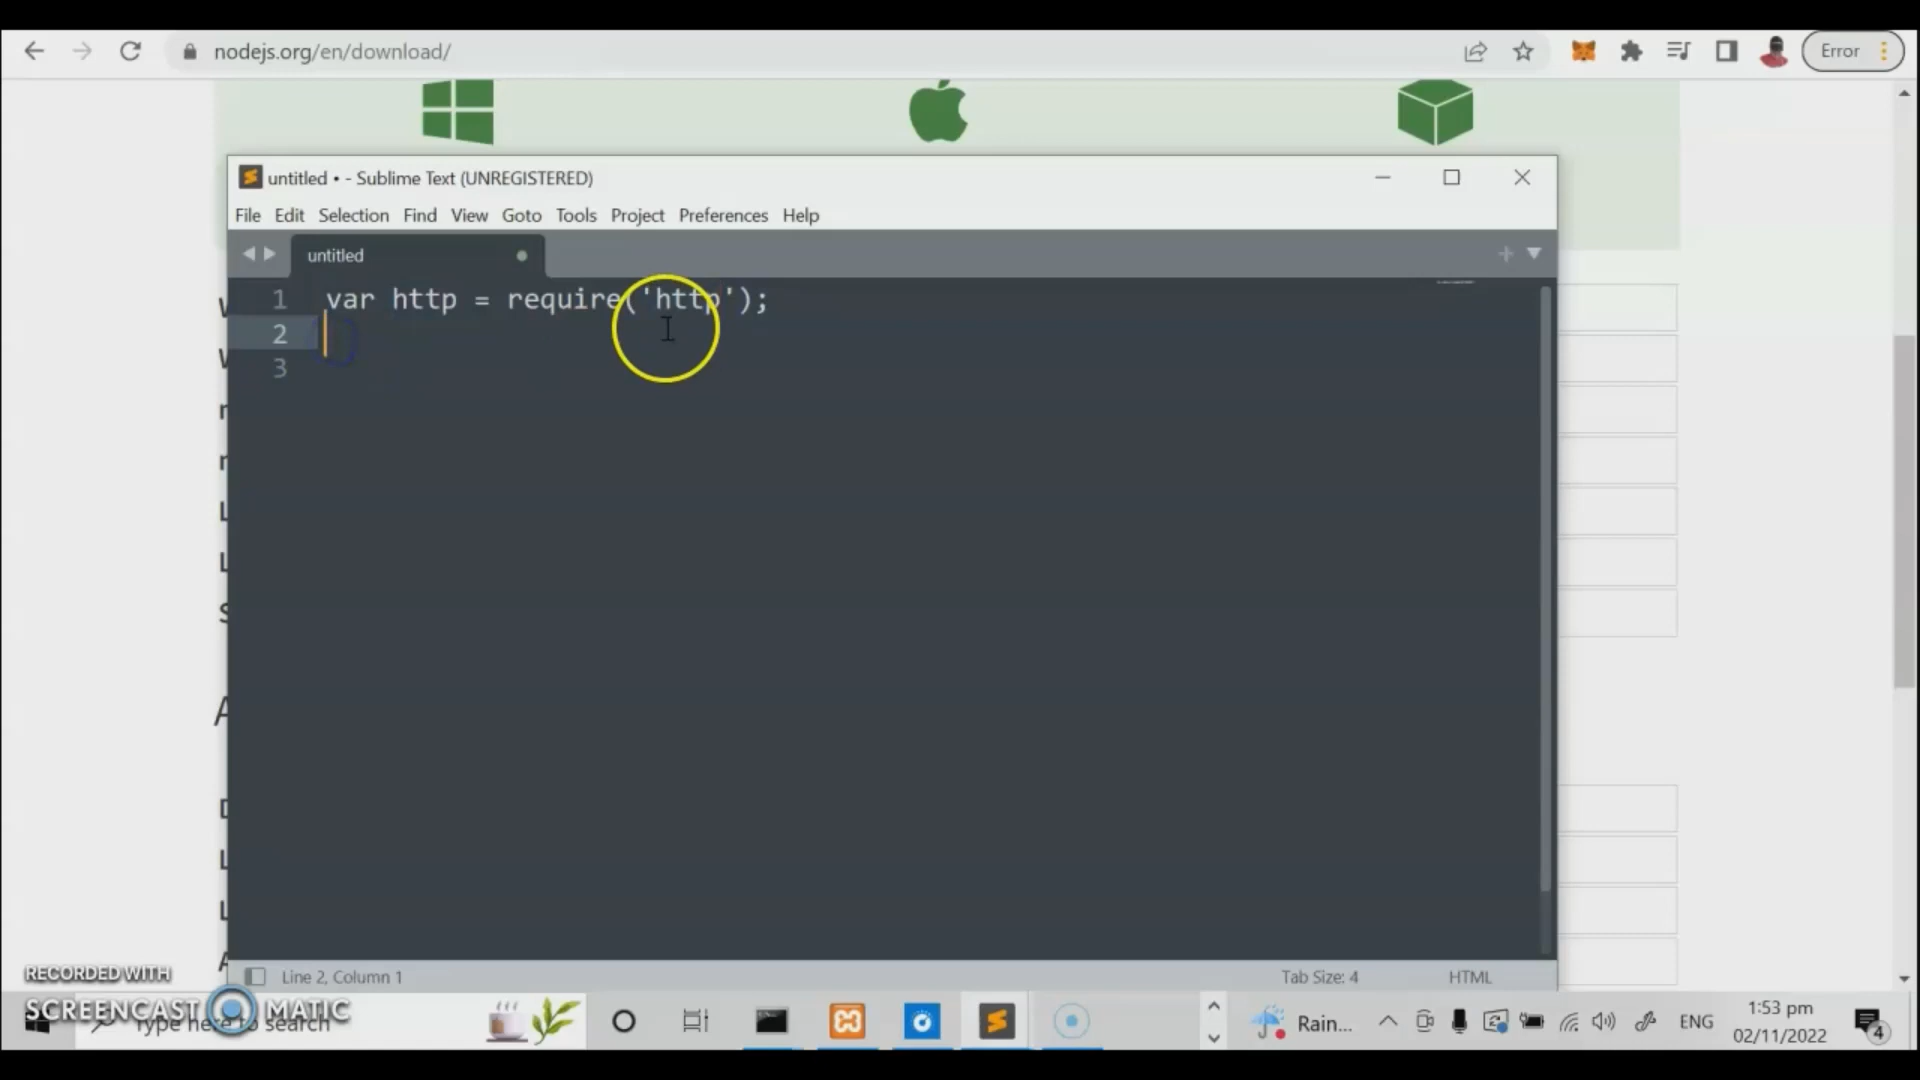 nodejs.org/en/download/
Error
untitled • - Sublime Text (UNREGISTERED)
File Edit Selection Find View Goto Tools Project Preferences Help
untitled
1 var http = require('http');
2
3
Line 2, Column 1
Tab Size: 4
HTML
RECORDED WITH
SCREENCAST MATIC
Type here to search
Rain...
ENG
1:53 pm
02/11/2022
4